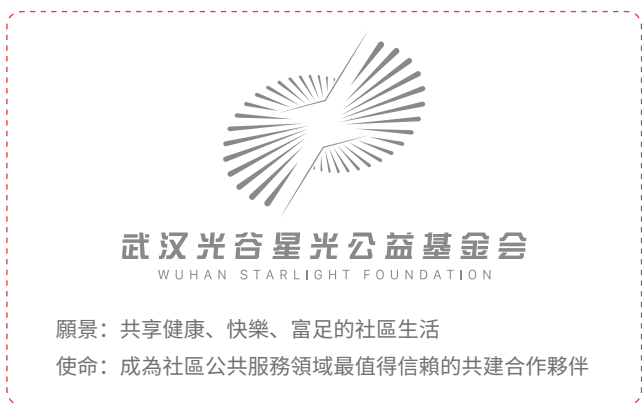 武汉光谷星光公益基金会
WUHAN STARLIGHT FOUNDATION
願景：共享健康、快樂、富足的社區生活
使命：成為社區公共服務領域最值得信賴的共建合作夥伴